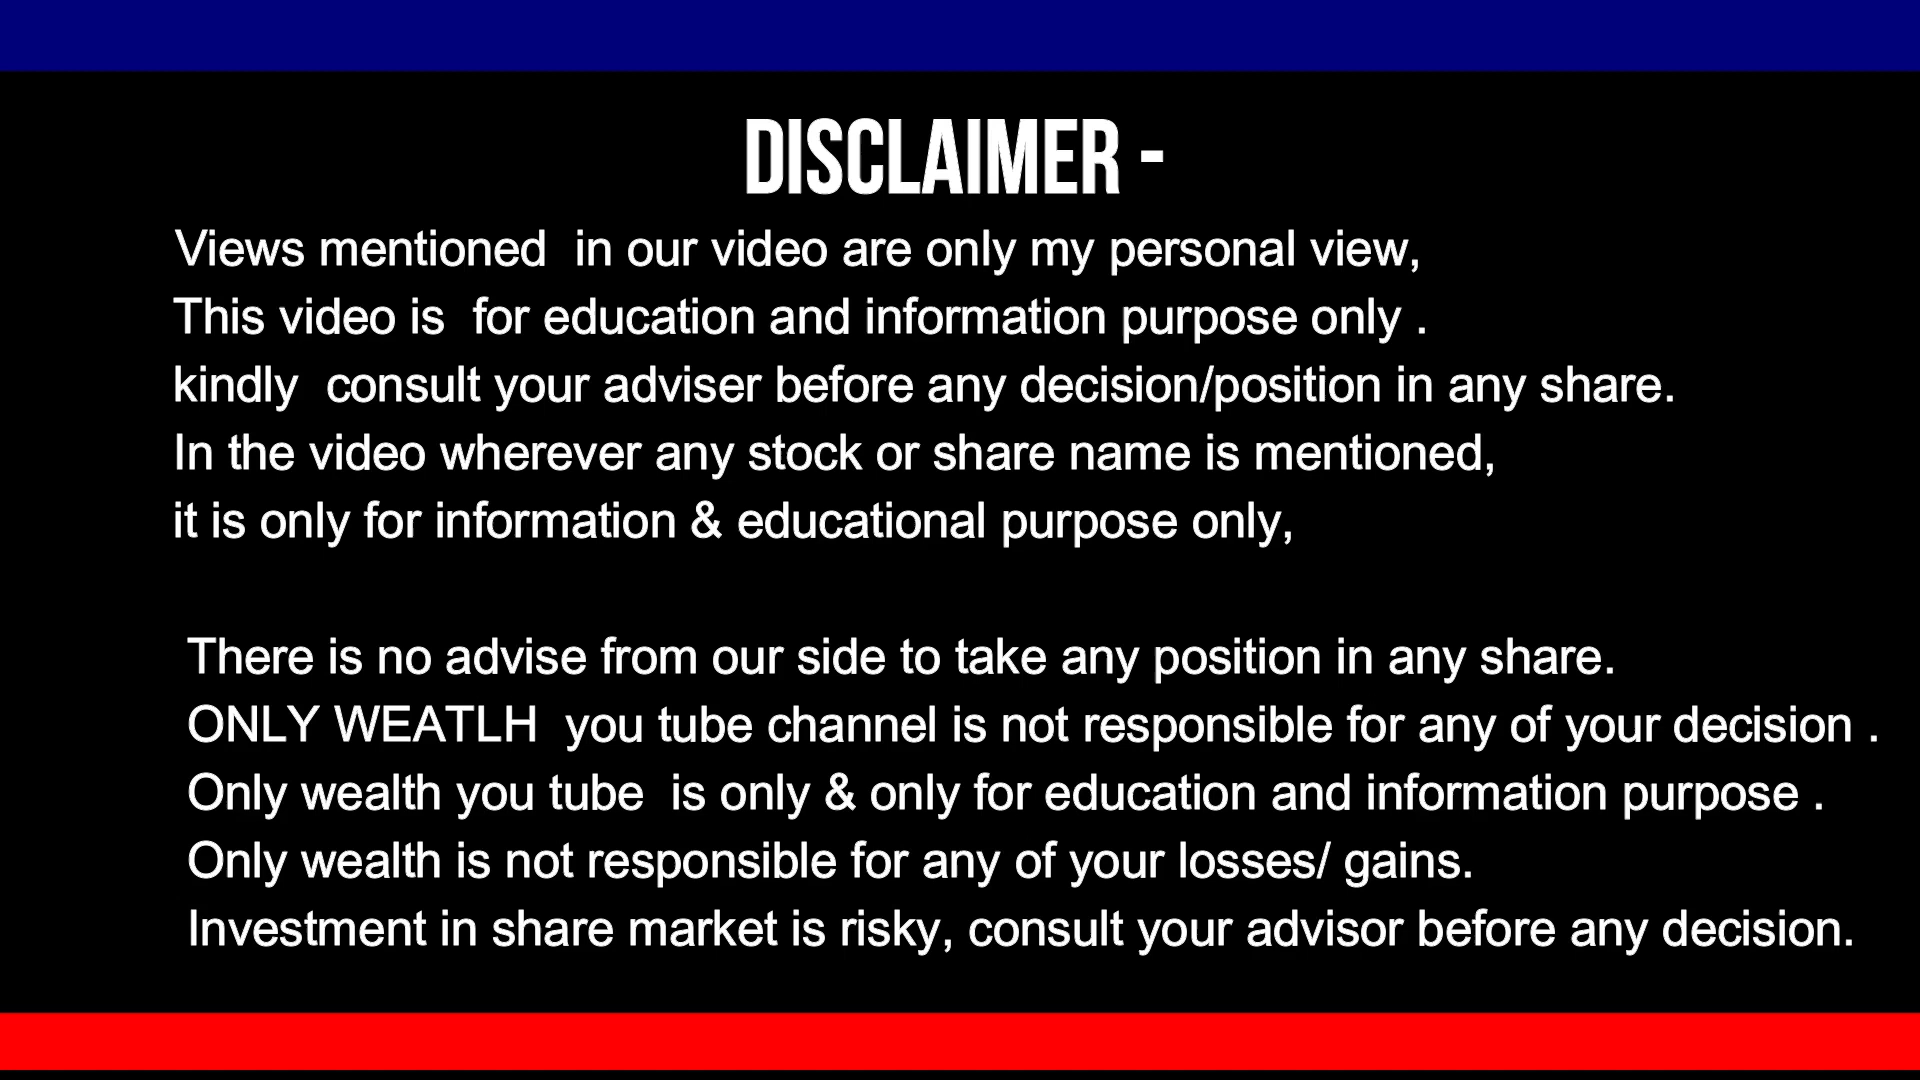 DISCLAIMER -
Views mentioned  in our video are only my personal view,
This video is  for education and information purpose only .
kindly  consult your adviser before any decision/position in any share.
In the video wherever any stock or share name is mentioned,
it is only for information & educational purpose only,
There is no advise from our side to take any position in any share.
ONLY WEATLH  you tube channel is not responsible for any of your decision .
Only wealth you tube  is only & only for education and information purpose .
Only wealth is not responsible for any of your losses/ gains.
Investment in share market is risky, consult your advisor before any decision.